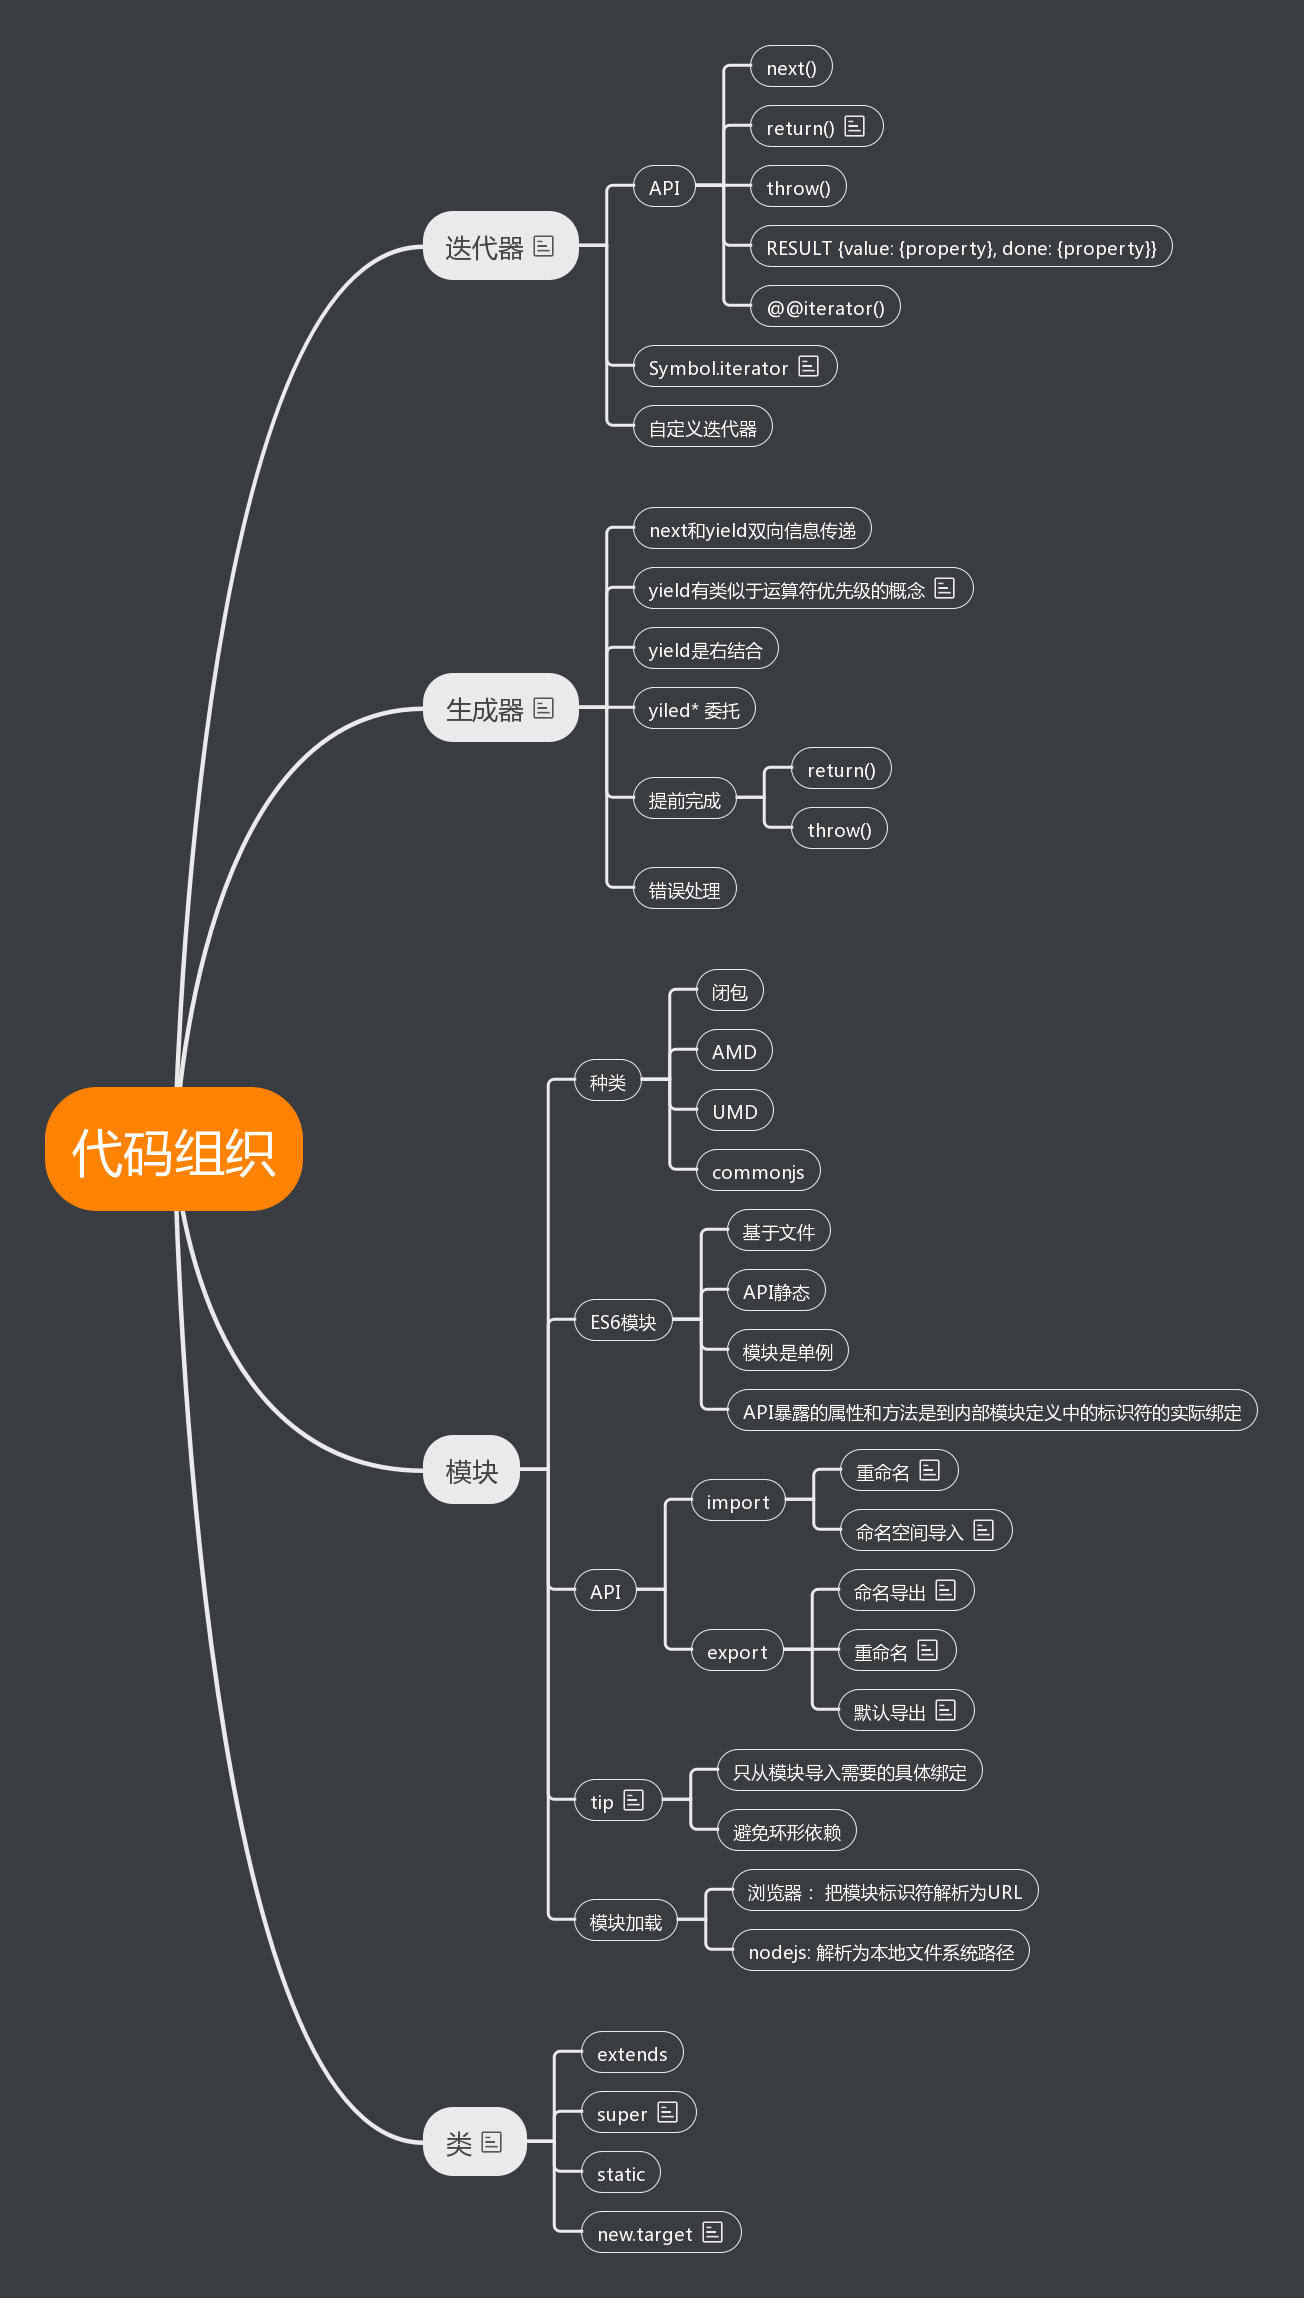 代码组织
迭代器
API
next()
return()
throw()
RESULT {value: {property}, done: {property}}
@@iterator()
Symbol.iterator
自定义迭代器
生成器
next和yield双向信息传递
yield有类似于运算符优先级的概念
yield是右结合
yiled* 委托
提前完成
return()
throw()
错误处理
模块
种类
闭包
AMD
UMD
commonjs
ES6模块
基于文件
API静态
模块是单例
API暴露的属性和方法是到内部模块定义中的标识符的实际绑定
API
import
重命名
命名空间导入
export
命名导出
重命名
默认导出
tip
只从模块导入需要的具体绑定
避免环形依赖
模块加载
浏览器： 把模块标识符解析为URL
nodejs: 解析为本地文件系统路径
类
extends
super
static
new.target